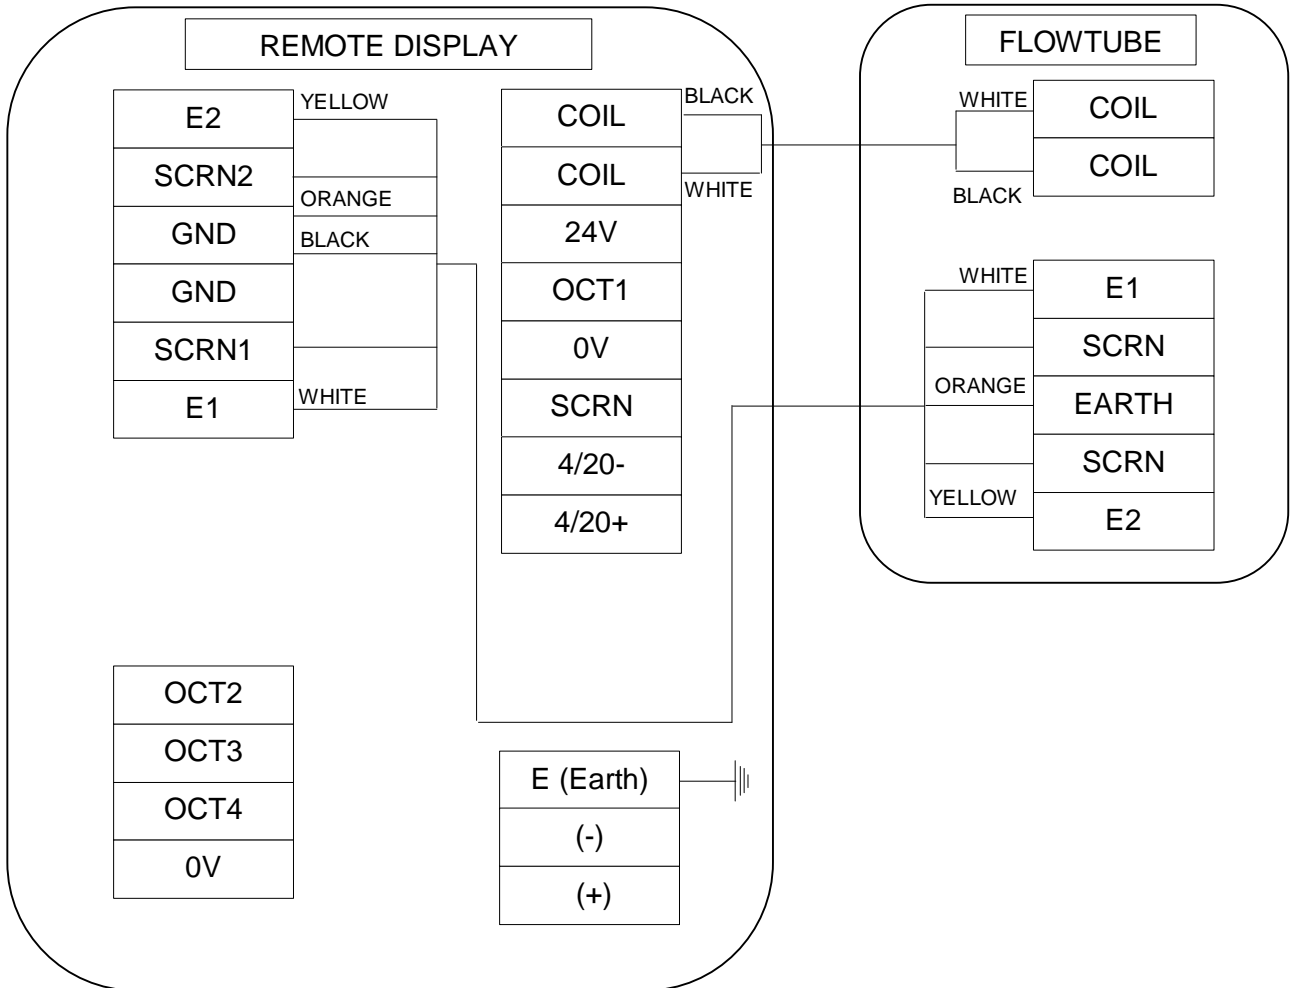 REMOTE DISPLAY
E2
YELLOW
SCRN2
ORANGE
GND
BLACK
GND
SCRN1
E1
WHITE
COIL
BLACK
COIL
WHITE
24V
OCT1
0V
SCRN
4/20-
4/20+
OCT2
OCT3
OCT4
0V
E (Earth)
(-)
(+)
FLOWTUBE
WHITE
COIL
COIL
BLACK
WHITE
E1
SCRN
ORANGE
EARTH
SCRN
YELLOW
E2